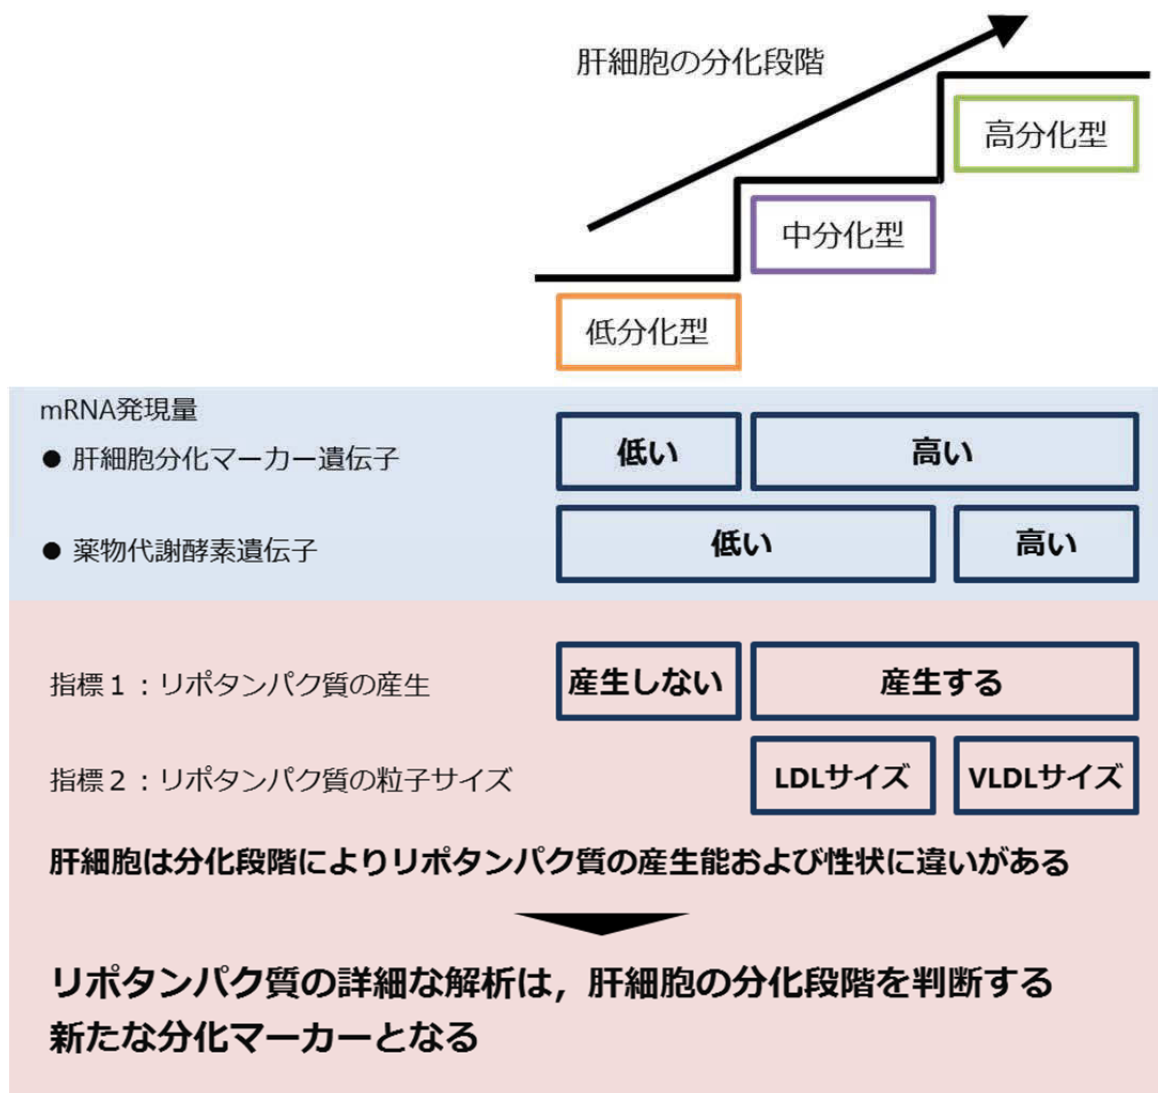 肝細胞の分化段階
高分化型
中分化型
低分化型
mRNA発現量
● 肝細胞分化マーカー遺伝子
低い
高い
● 薬物代謝酵素遺伝子
低い
高い
指標1：リポタンパク質の産生
産生しない
産生する
指標2：リポタンパク質の粒子サイズ
LDLサイズ
VLDLサイズ
肝細胞は分化段階によりリポタンパク質の産生能および性状に違いがある
リポタンパク質の詳細な解析は，肝細胞の分化段階を判断する
新たな分化マーカーとなる